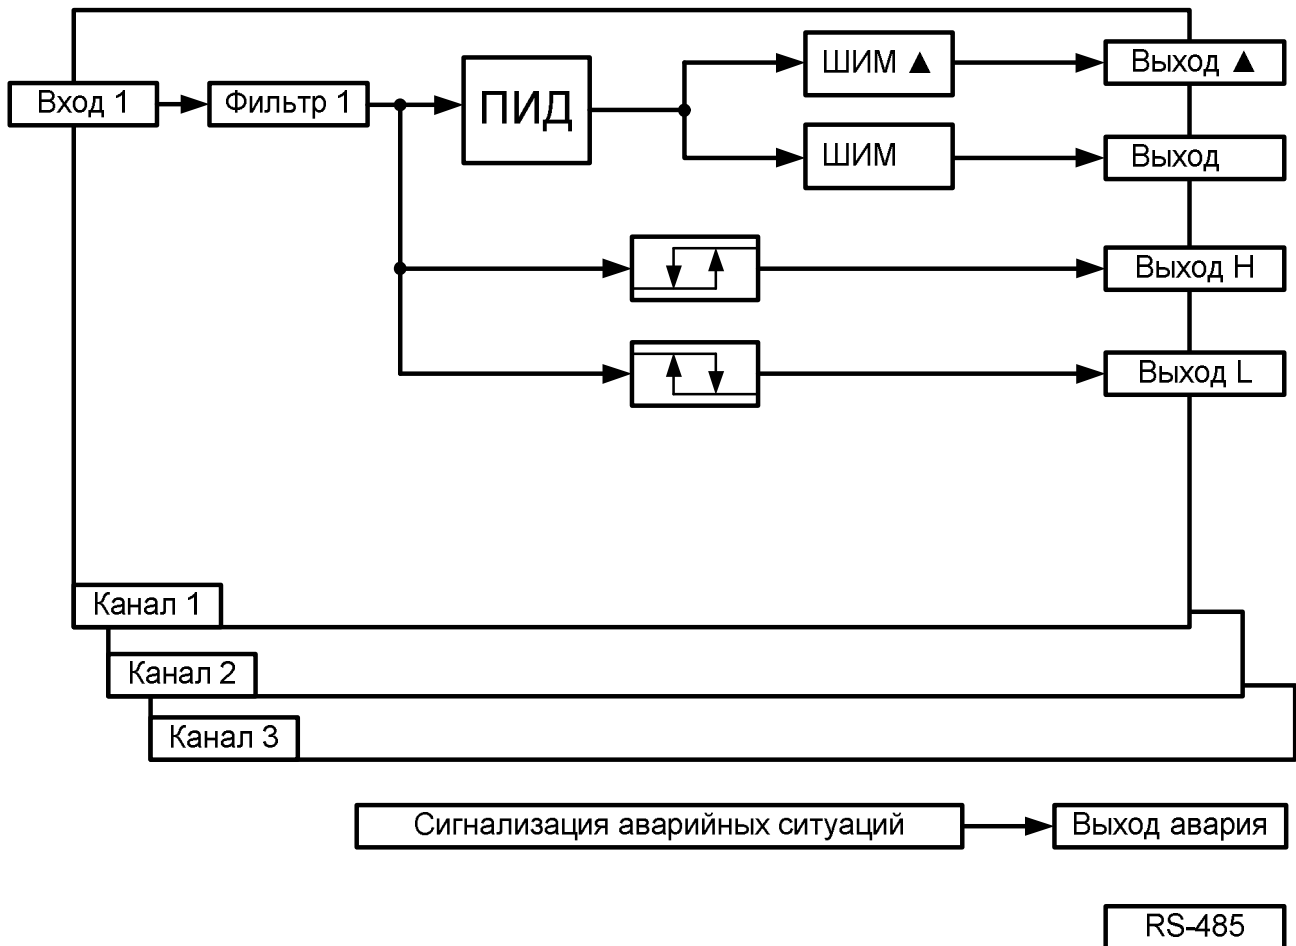 ШИМ ▲
Выход ▲
Вход 1
Фильтр 1
ПИД
ШИМ
Выход
Выход H
Выход L
Канал 1
Канал 2
Канал 3
Сигнализация аварийных ситуаций
Выход авария
RS-485